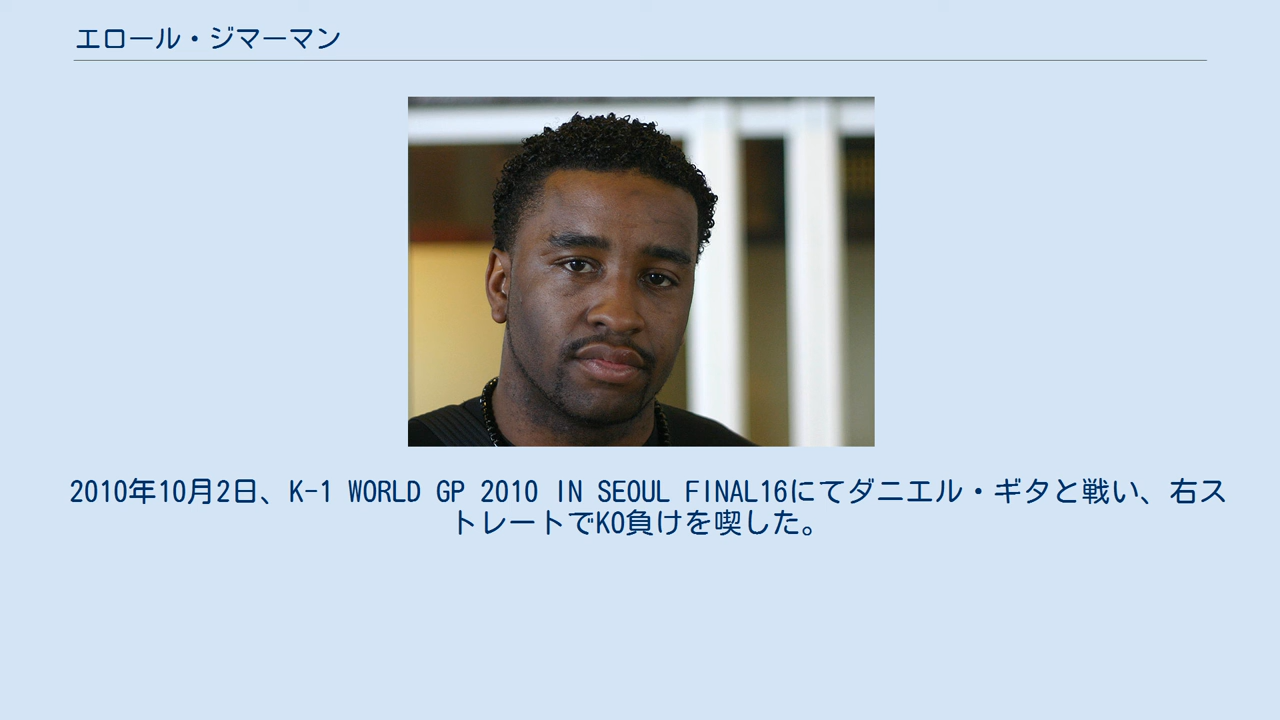 エロール・ジマーマン
2010年10月2日、K-1 WORLD GP 2010 IN SEOUL FINAL16にてダニエル・ギタと戦い、右ス
トレートでKO負けを喫した。